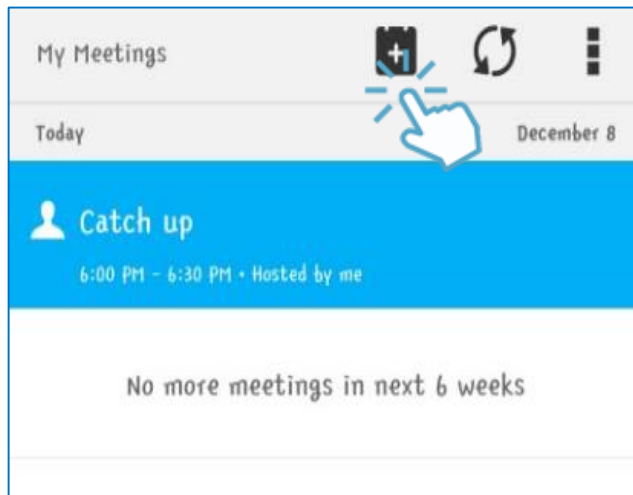 My Meetings
+1
Today December 8
Catch up
6:00 PM - 6:30 PM • Hosted by me
No more meetings in next 6 weeks